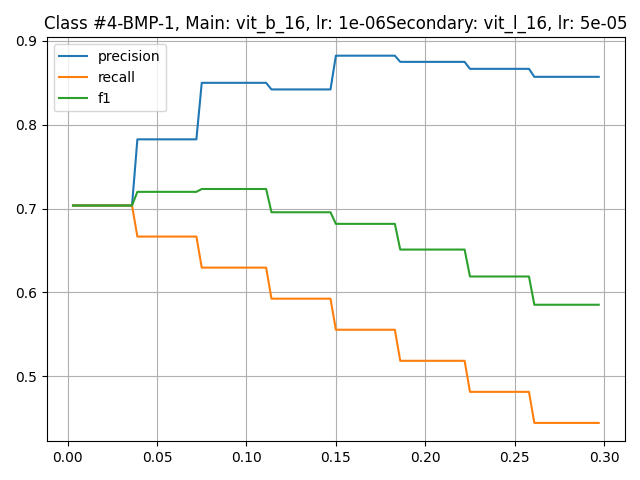 Class #4-BMP-1, Main: vit_b_16, lr: 1e-06Secondary: vit_l_16, lr: 5e-05
precision
recall
f1
0.9
0.8
0.7
0.6
0.5
0.00 0.05 0.10 0.15 0.20 0.25 0.30